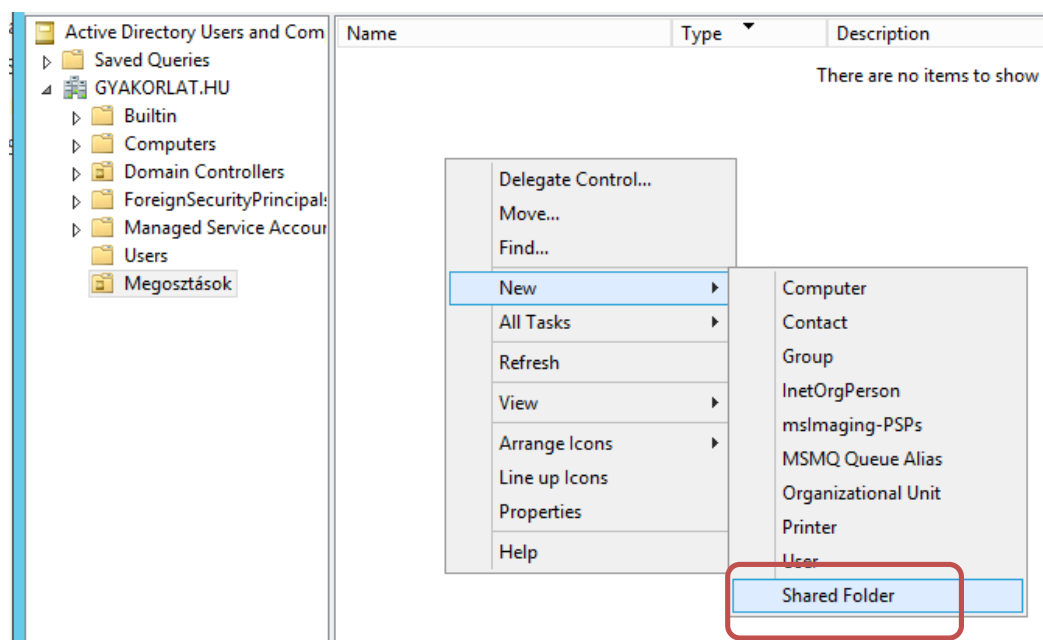 Active Directory Users and Com
Saved Queries
GYAKORLAT.HU
Builtin
Computers
Domain Controllers
ForeignSecurityPrincipals
Managed Service Accour
Users
Megosztások
Name Type Description
There are no items to show
Delegate Control...
Move...
Find...
New
All Tasks
Refresh
View
Arrange Icons
Line up Icons
Properties
Help
Computer
Contact
Group
InetOrgPerson
msImaging-PSPs
MSMQ Queue Alias
Organizational Unit
Printer
User
Shared Folder